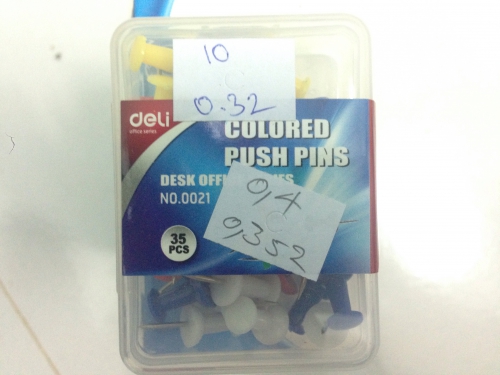 10
0.32
deli
office series
COLORED
PUSH PINS
DESK OFFI
NO.0021
0,4
0,352
35
PCS